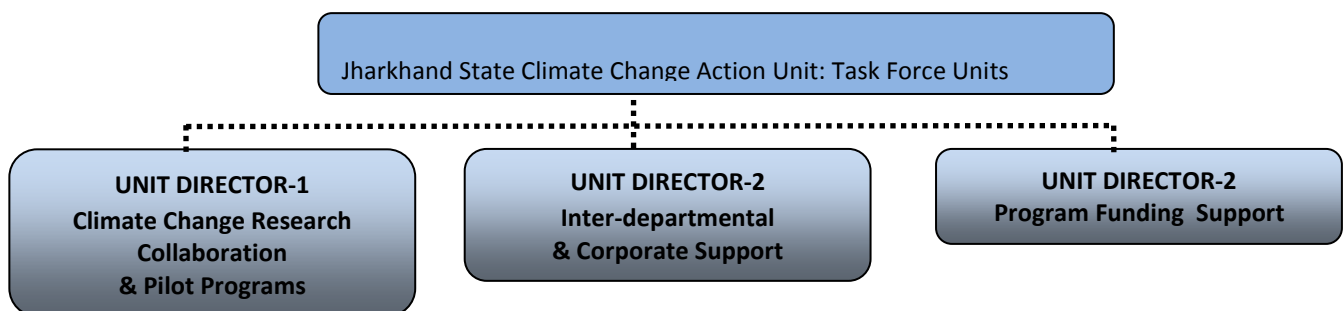 Jharkhand State Climate Change Action Unit: Task Force Units
UNIT DIRECTOR-1
Climate Change Research
Collaboration
& Pilot Programs
UNIT DIRECTOR-2
Inter-departmental
& Corporate Support
UNIT DIRECTOR-2
Program Funding Support